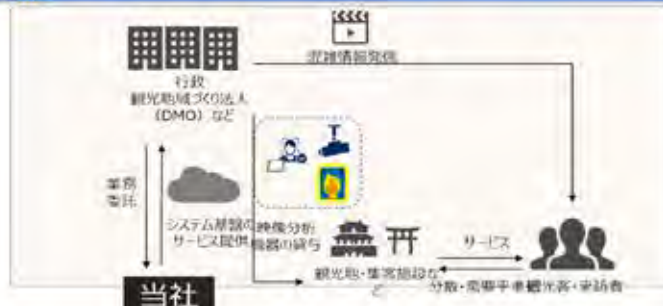 混雑情報発信
行政
観光地域づくり法人
(DMO) など
業務
委託
システム基盤の
サービス提供
映像分析
機器の貸与
サービス
観光地・集客施設な
ど
分散・需要平準
観光客・来訪者
当社